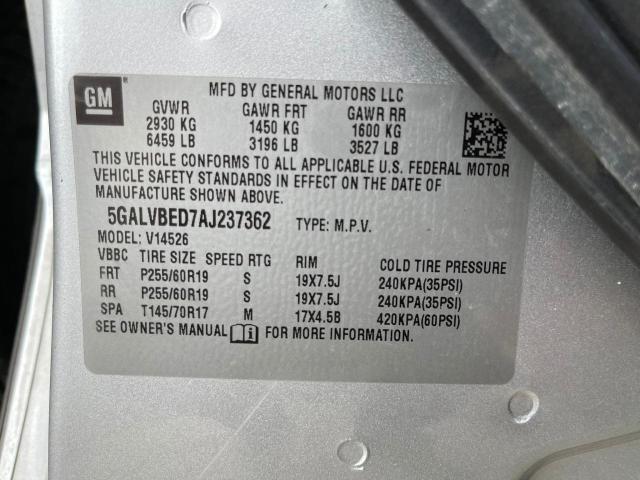 GM
MFD BY GENERAL MOTORS LLC
GVWR GAWR FRT GAWR RR
2930 KG 1450 KG 1600 KG
6459 LB 3196 LB 3527 LB
THIS VEHICLE CONFORMS TO ALL APPLICABLE U.S. FEDERAL MOTOR
VEHICLE SAFETY STANDARDS IN EFFECT ON THE DATE OF
MANUFACTURE SHOWN ABOVE.
5GALVBED7AJ237362 TYPE: M.P.V.
MODEL: V14526
VBBC TIRE SIZE SPEED RTG RIM COLD TIRE PRESSURE
FRT P255/60R19 S 19X7.5J 240KPA(35PSI)
RR P255/60R19 S 19X7.5J 240KPA(35PSI)
SPA T145/70R17 M 17X4.5B 420KPA(60PSI)
SEE OWNER'S MANUAL FOR MORE INFORMATION.